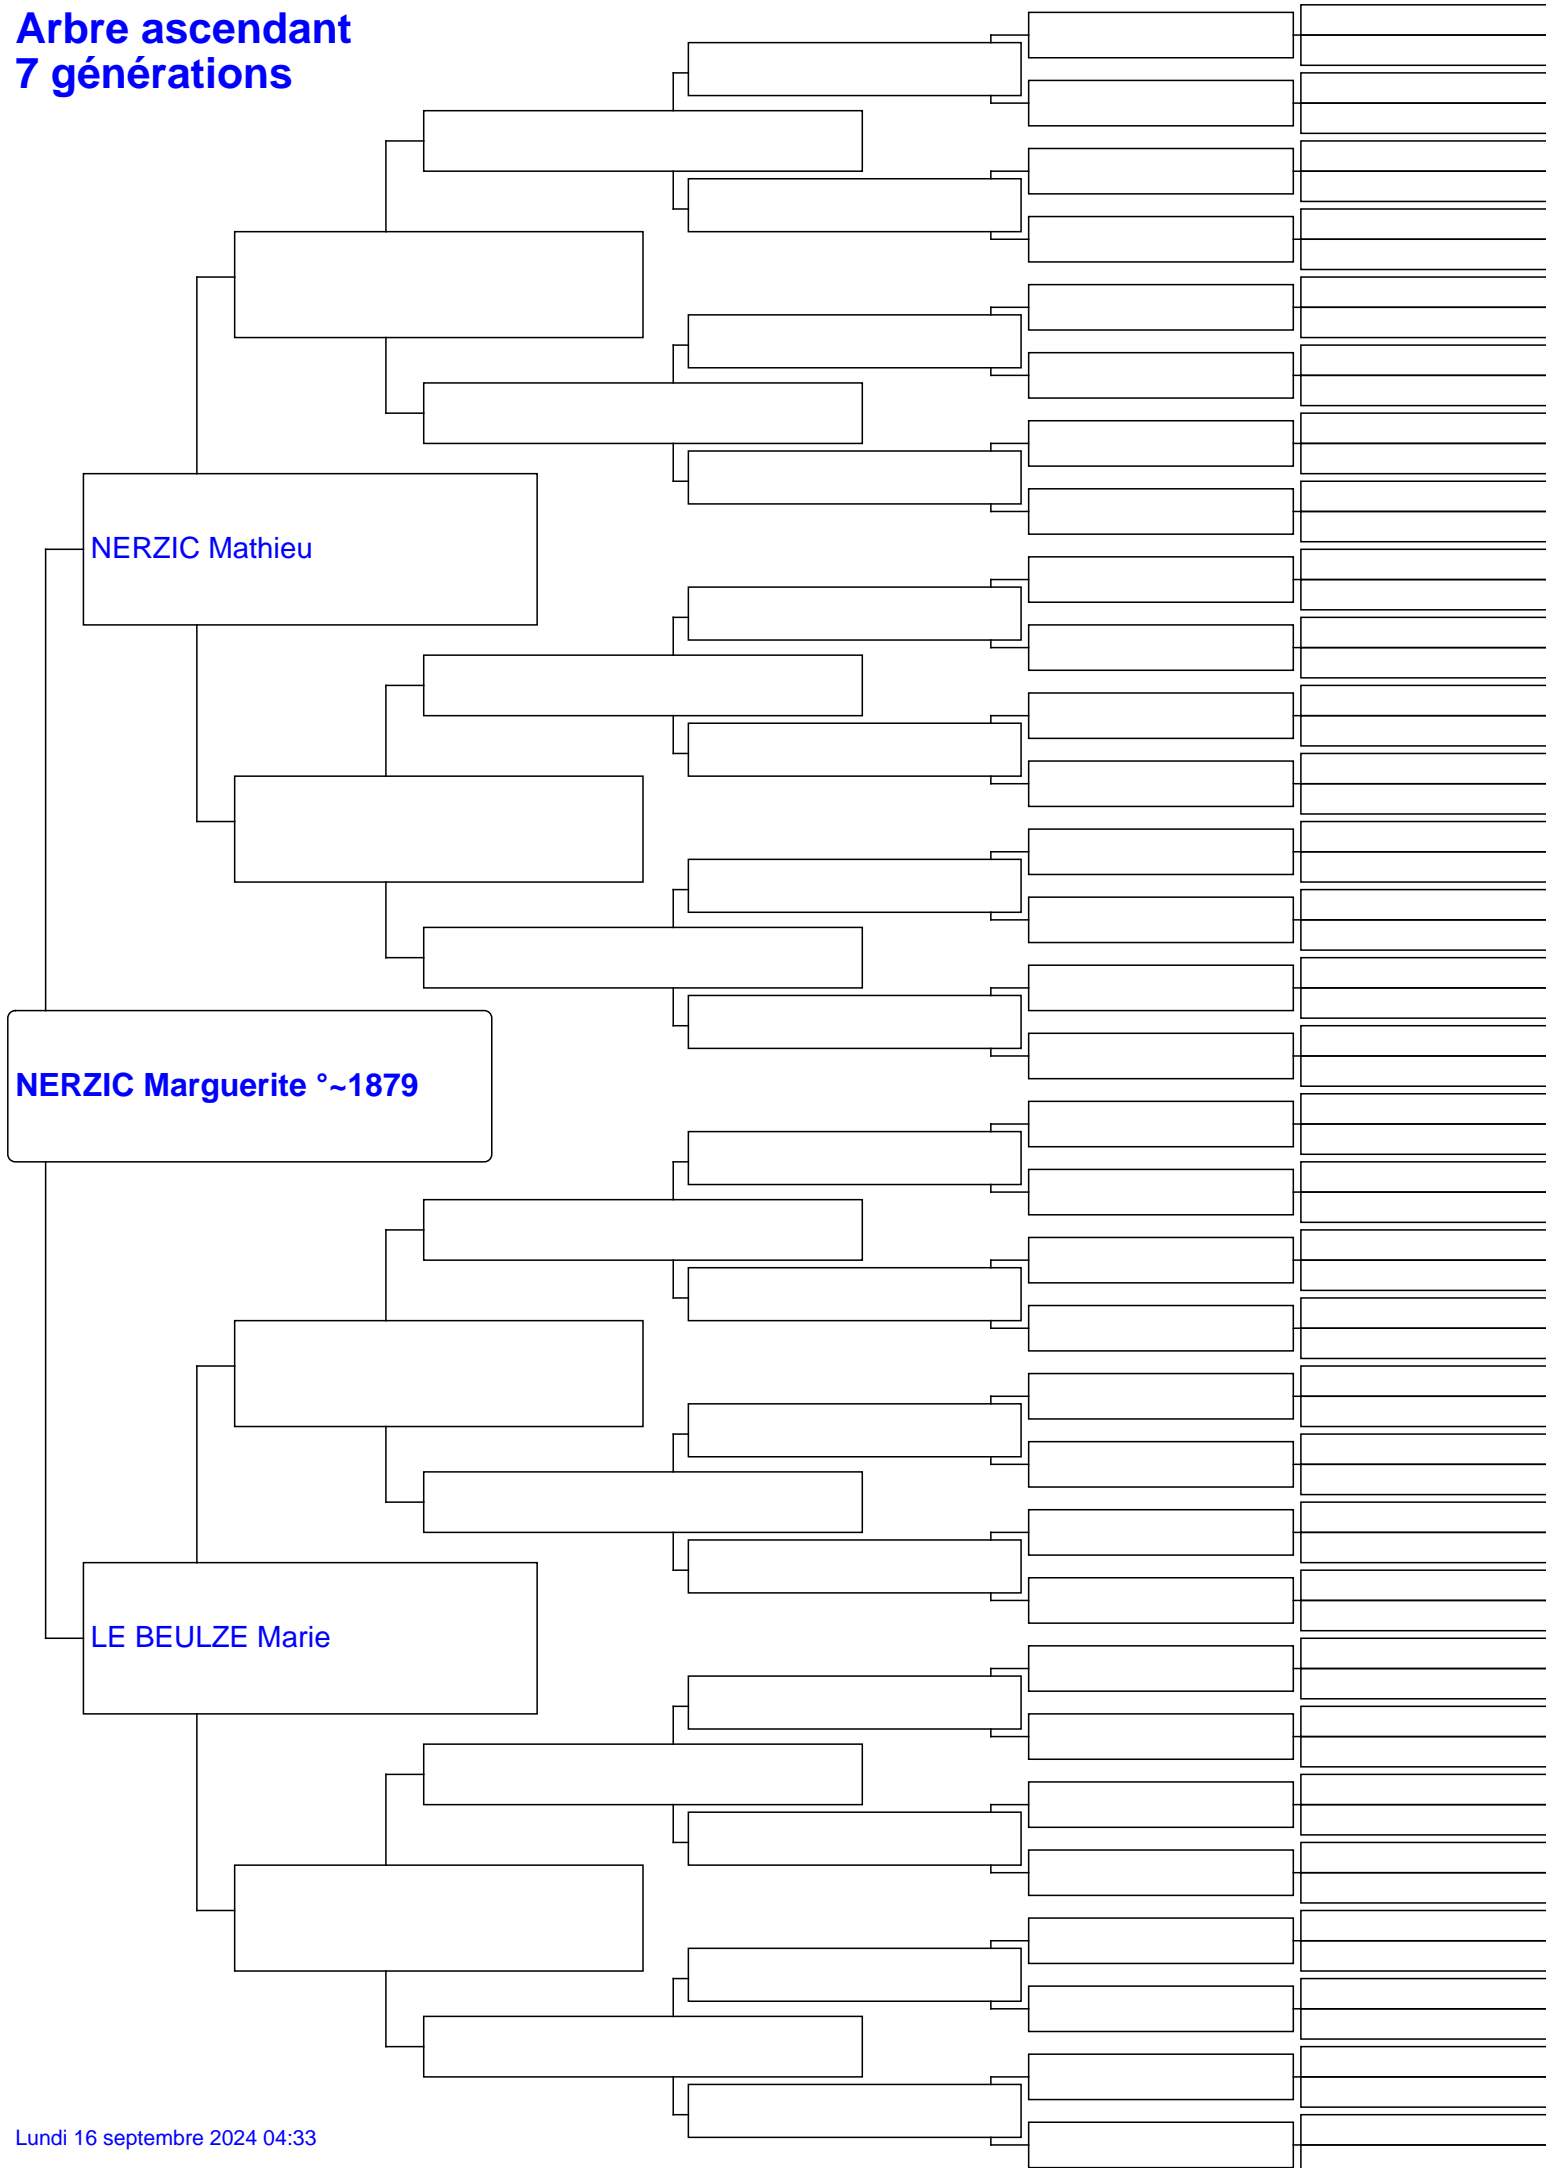 Arbre ascendant
7 générations
NERZIC Mathieu
NERZIC Marguerite °~1879
LE BEULZE Marie
Lundi 16 septembre 2024 04:33